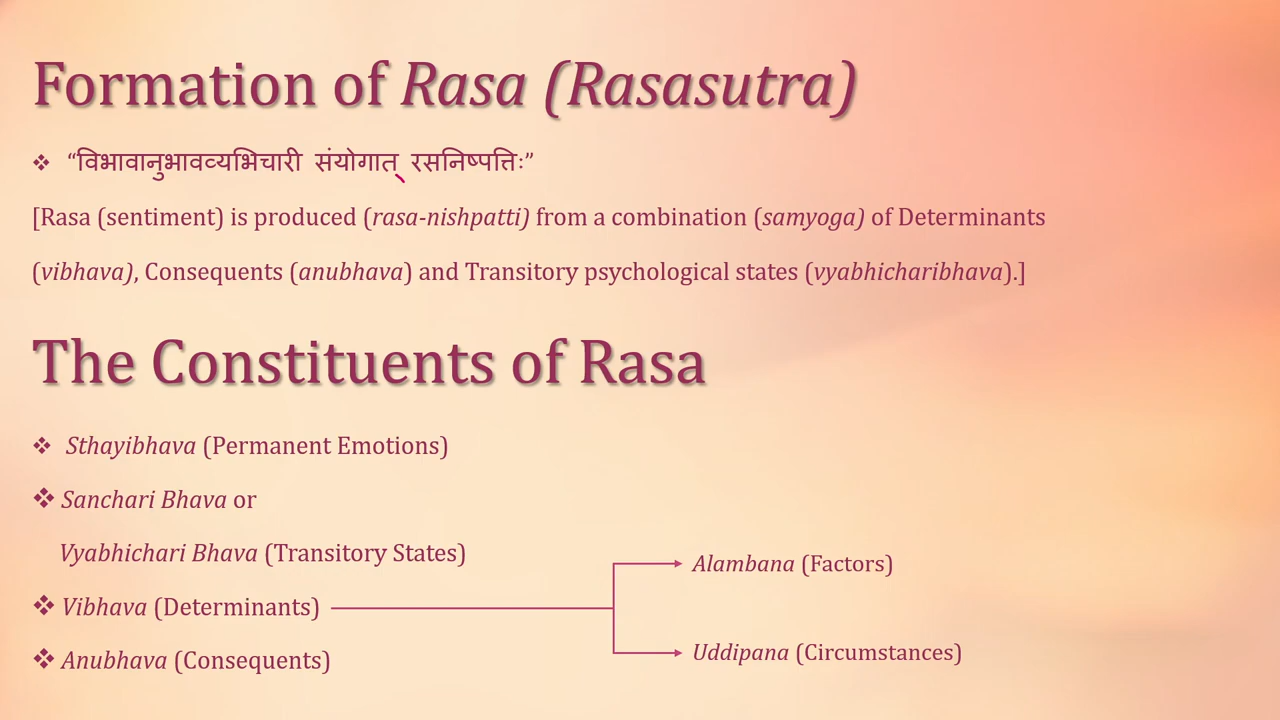 Formation of Rasa (Rasasutra)
❖ “विभावानुभावव्यभिचारी संयोगात् रसनिष्पत्तिः”
[Rasa (sentiment) is produced (rasa-nishpatti) from a combination (samyoga) of Determinants
(vibhava), Consequents (anubhava) and Transitory psychological states (vyabhicharibhava).]
The Constituents of Rasa
❖ Sthayibhava (Permanent Emotions)
❖ Sanchari Bhava or
Vyabhichari Bhava (Transitory States)
Alambana (Factors)
❖ Vibhava (Determinants)
Uddipana (Circumstances)
❖ Anubhava (Consequents)